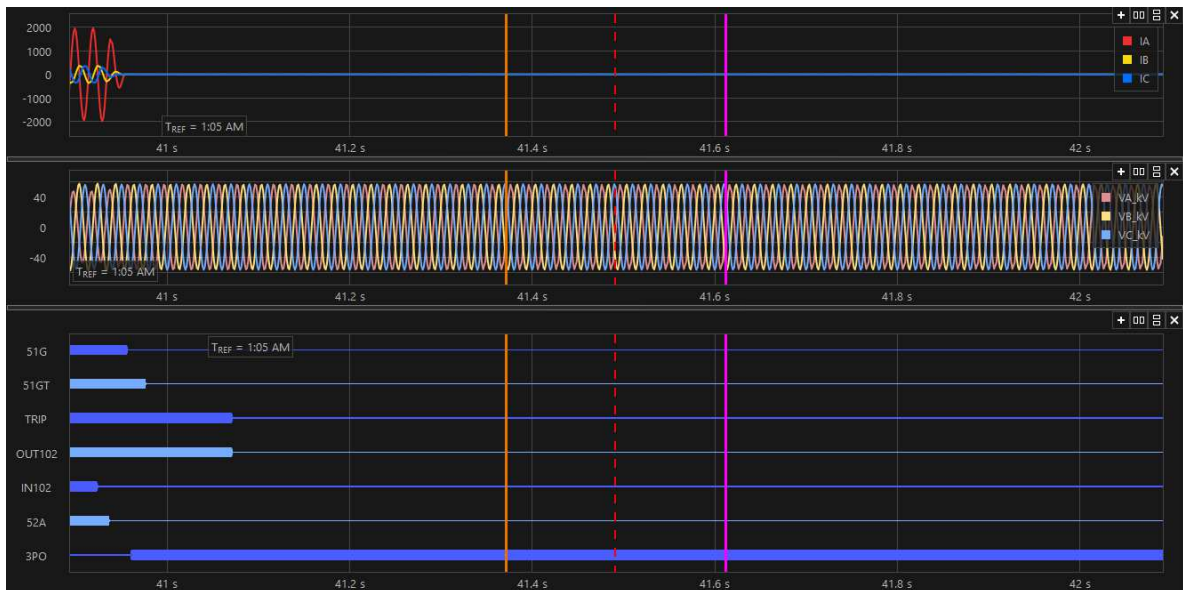 2000
1000
0
-1000
-2000
IA
IB
IC
TREF = 1:05 AM
41 s
41.2 s
41.4 s
41.6 s
41.8 s
42 s
40
0
-40
VA_kV
VB_kV
VC_kV
TREF = 1:05 AM
41 s
41.2 s
41.4 s
41.6 s
41.8 s
42 s
TREF = 1:05 AM
51G
51GT
TRIP
OUT102
IN102
52A
3PO
41 s
41.2 s
41.4 s
41.6 s
41.8 s
42 s